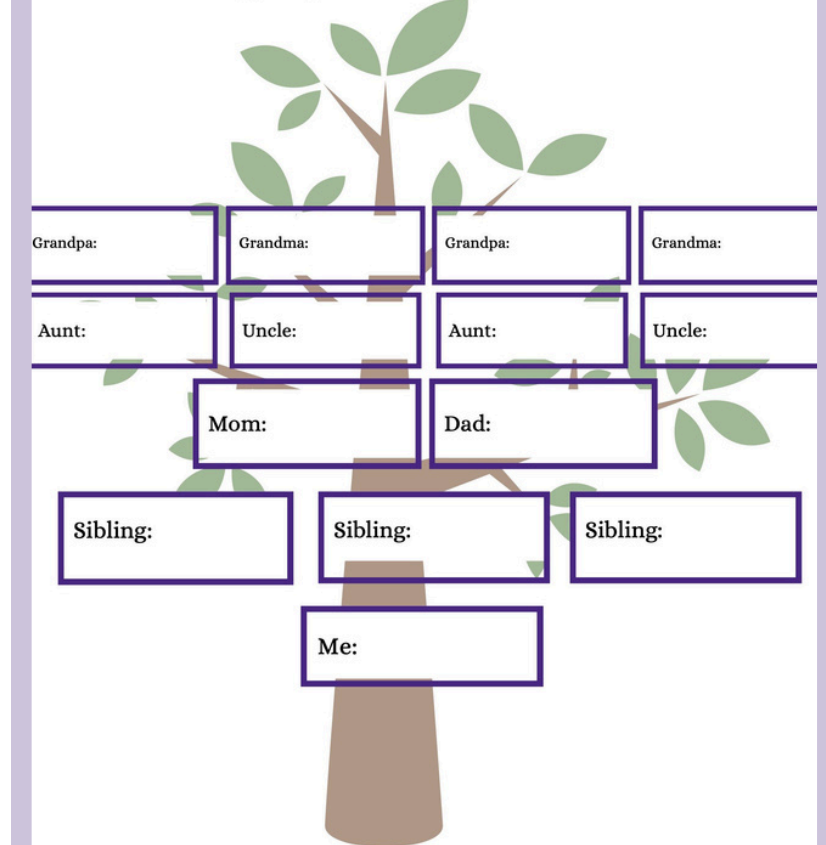 Grandpa: Grandma: Grandpa: Grandma:
Aunt: Uncle: Aunt: Uncle:
Mom: Dad:
Sibling: Sibling: Sibling:
Me: